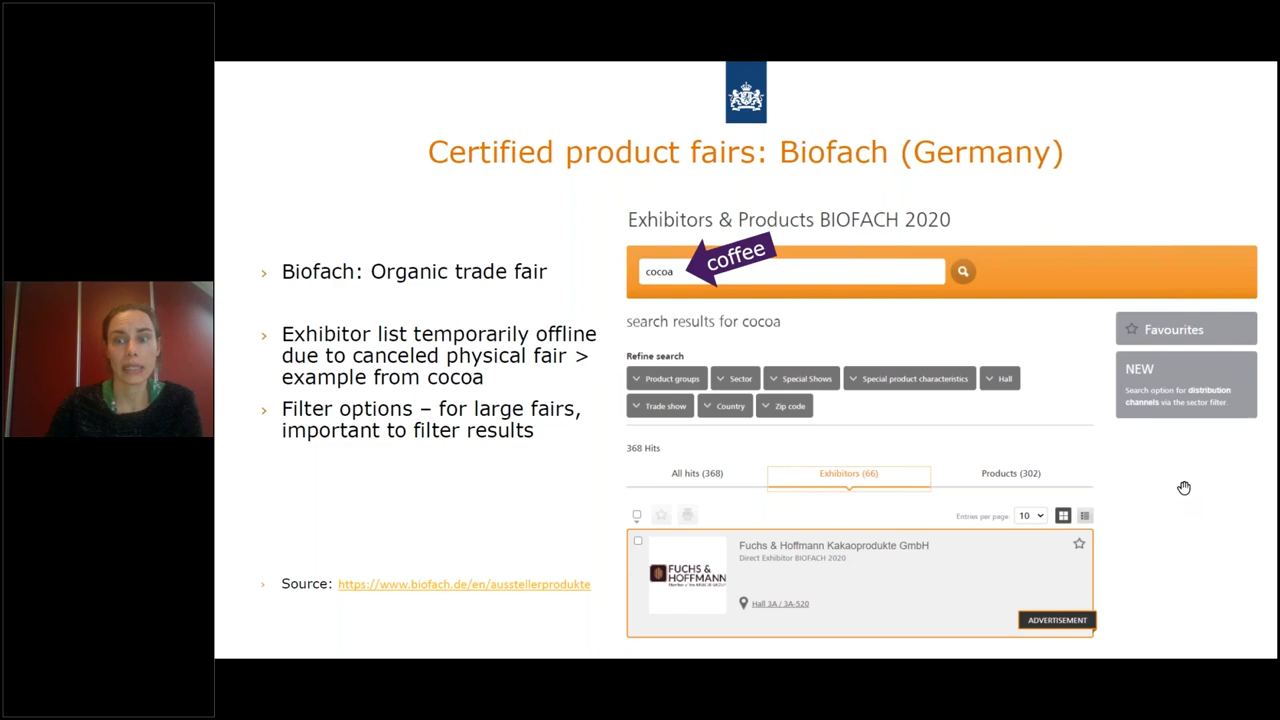 Certified product fairs: Biofach (Germany)
› Biofach: Organic trade fair
› Exhibitor list temporarily offline
due to canceled physical fair >
example from cocoa
› Filter options – for large fairs,
important to filter results
› Source: https://www.biofach.de/en/ausstellerprodukte
Exhibitors & Products BIOFACH 2020
cocoa
coffee
search results for cocoa
Refine search
Product groups Sector Special Shows Special product characteristics Hall
Trade show Country Zip code
368 Hits
All hits (368) Exhibitors (66) Products (302)
Entries per page: 10
Fuchs & Hoffmann Kakaoprodukte GmbH
Direct Exhibitor BIOFACH 2020
FUCHS &
HOFFMANN
Hall 3A / 3A-520
ADVERTISEMENT
Favourites
NEW
Search option for distribution
channels via the sector filter.